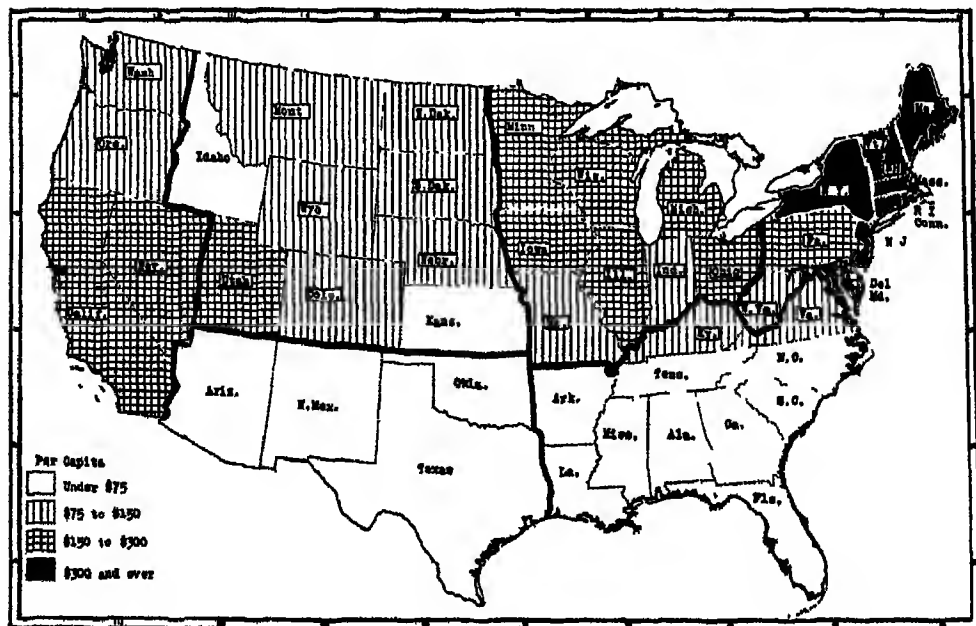 Wash
Mont
N.Dak.
Minn
Me.
Ore.
Idaho
S.Dak.
Wis.
Vt.
N.Y.
Mass.
Wyo
Mich.
R I
Conn.
Nebr.
Iowa
Pa.
N J
Nev.
Utah
Colo.
Ill.
Ind.
Ohio
Del
Md.
Calif.
Kans.
Mo.
W.Va.
Va.
Ky.
N.C.
Tenn.
Ariz.
N.Mex.
Okla.
Ark.
S.C.
Miss.
Ala.
Ga.
Texas
La.
Fla.
Per Capita
Under $75
$75 to $150
$150 to $300
$300 and over